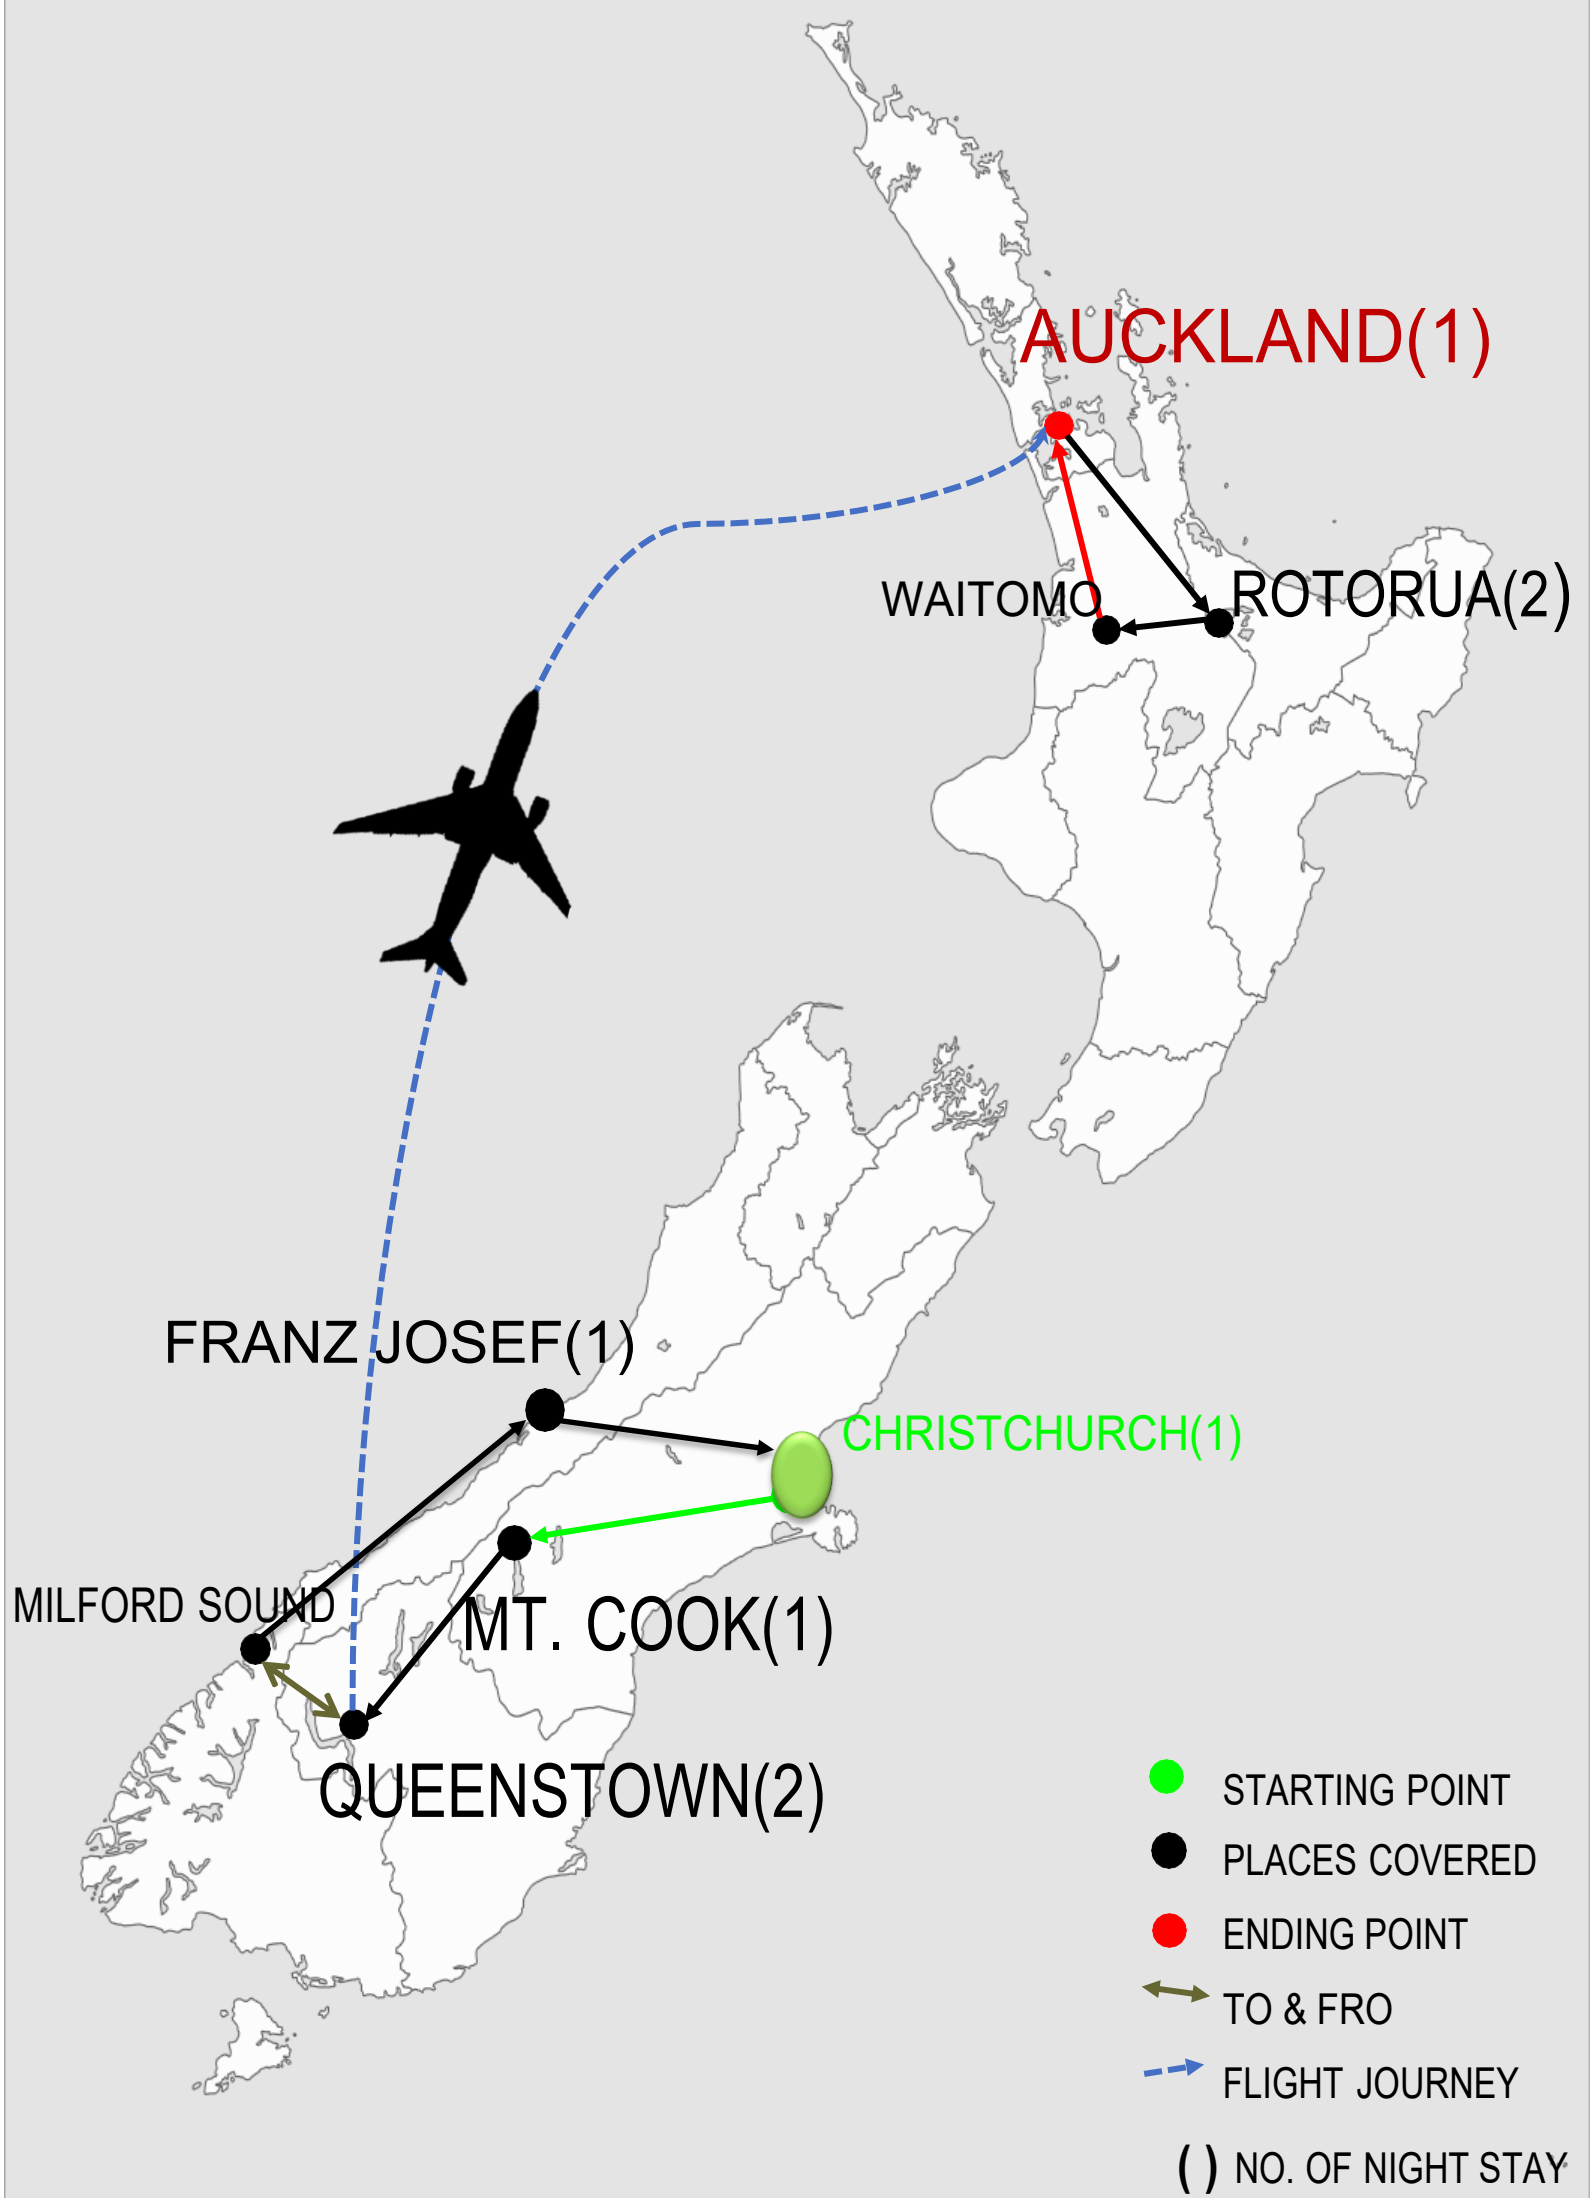 AUCKLAND(1)
WAITOMO
ROTORUA(2)
FRANZ JOSEF(1)
CHRISTCHURCH(1)
MILFORD SOUND
MT. COOK(1)
QUEENSTOWN(2)
STARTING POINT
PLACES COVERED
ENDING POINT
TO & FRO
FLIGHT JOURNEY
( ) NO. OF NIGHT STAY